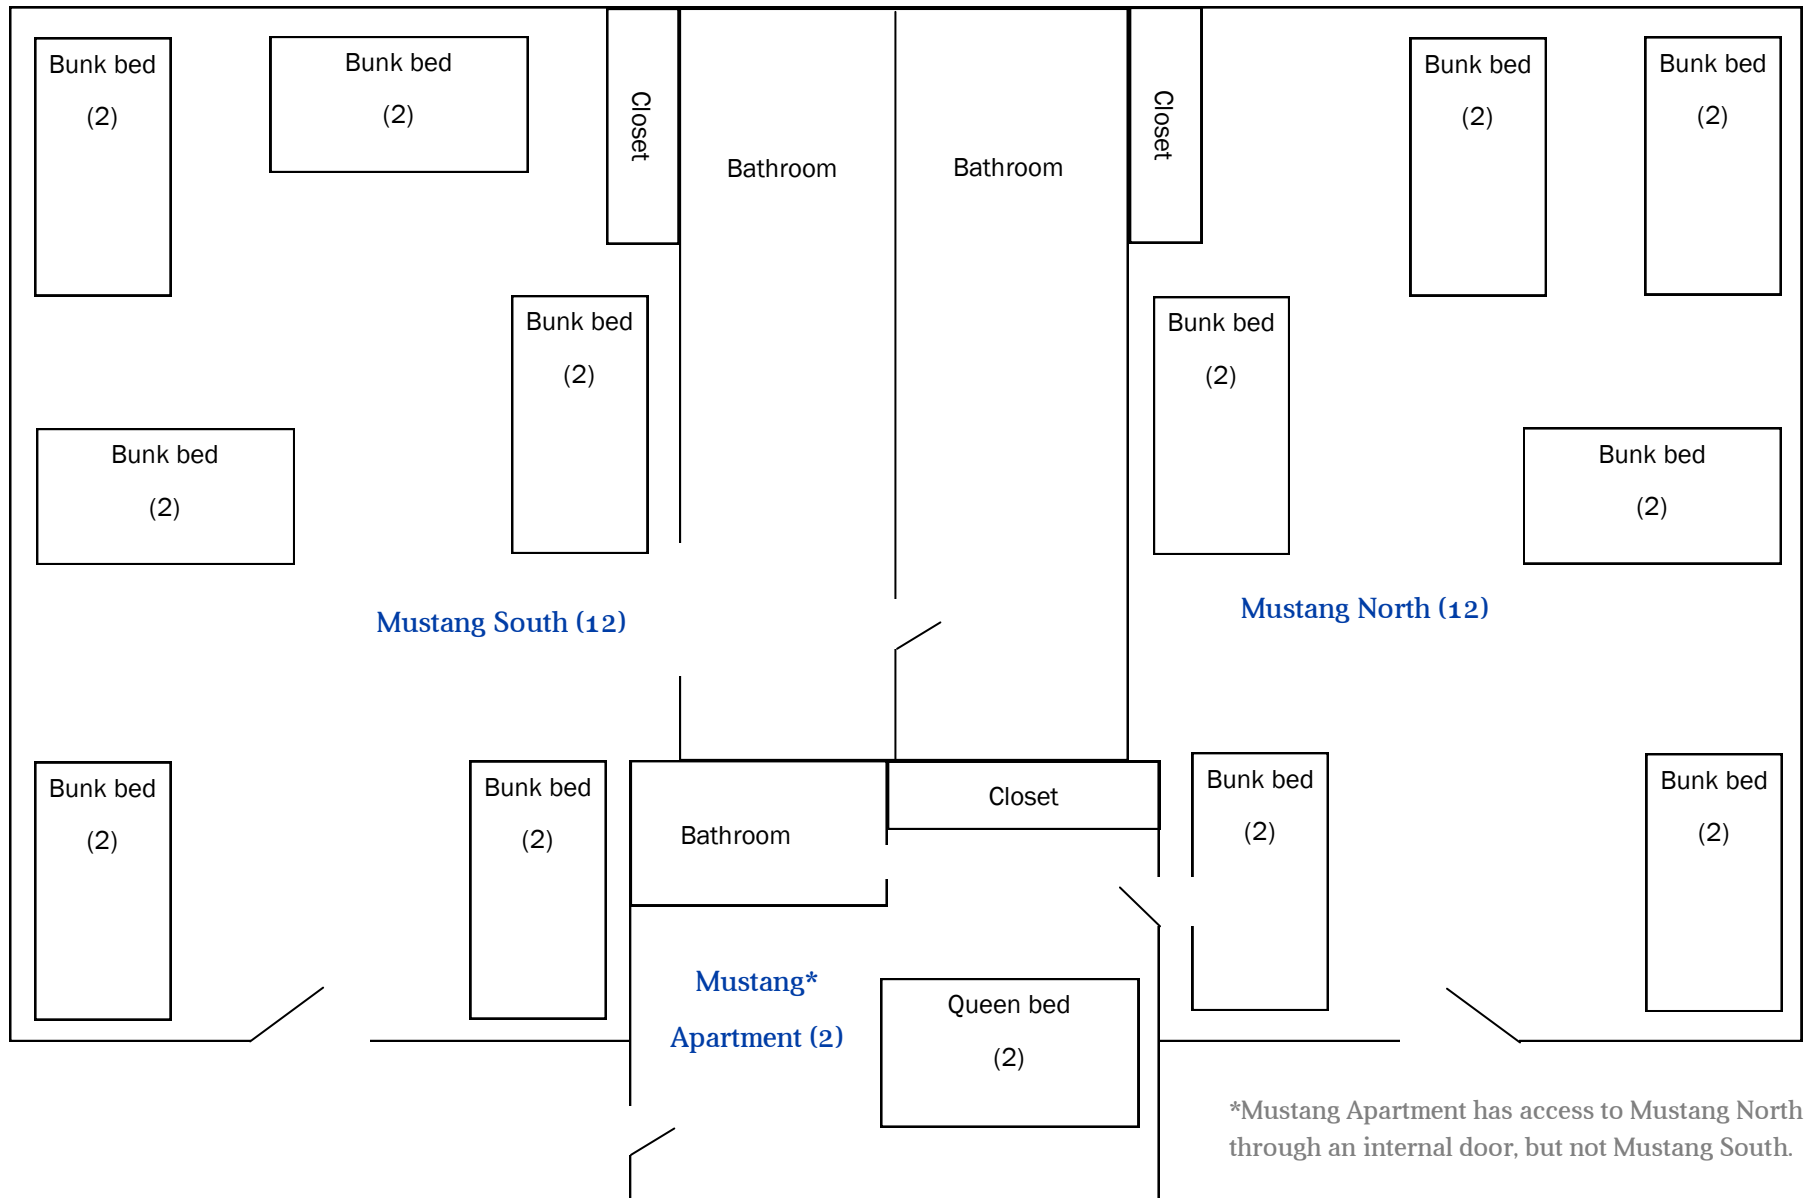 Bunk bed
(2)
Bunk bed
(2)
Closet
Bathroom
Bathroom
Closet
Bunk bed
(2)
Bunk bed
(2)
Bunk bed
(2)
Bunk bed
(2)
Bunk bed
(2)
Bunk bed
(2)
Mustang South (12)
Mustang North (12)
Bunk bed
(2)
Bunk bed
(2)
Bathroom
Closet
Bunk bed
(2)
Bunk bed
(2)
Mustang*
Apartment (2)
Queen bed
(2)
*Mustang Apartment has access to Mustang North
through an internal door, but not Mustang South.